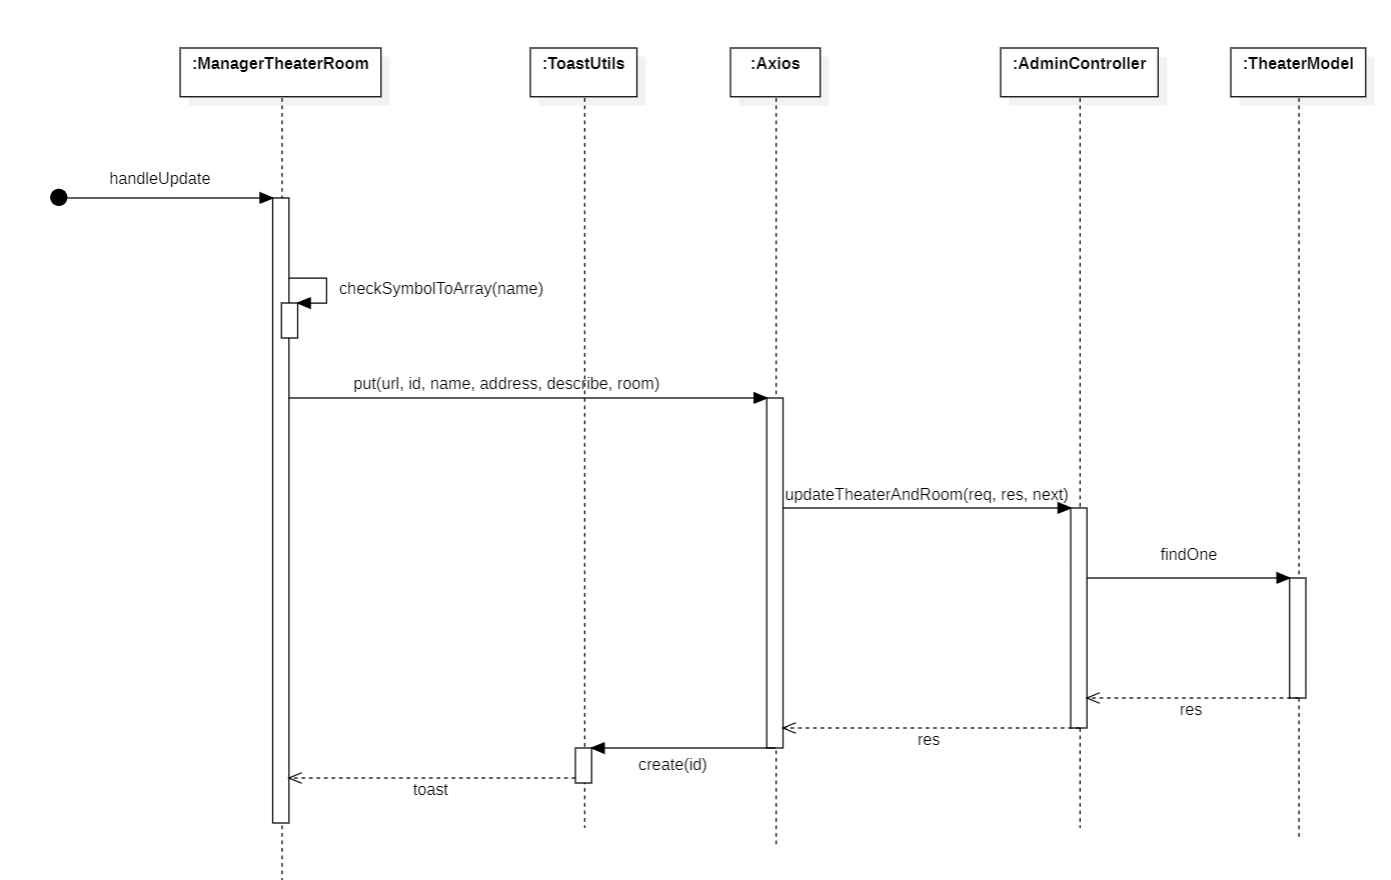 :ManagerTheaterRoom
:ToastUtils
:Axios
:AdminController
:TheaterModel
handleUpdate
checkSymbolToArray(name)
put(url, id, name, address, describe, room)
updateTheaterAndRoom(req, res, next)
findOne
res
res
create(id)
toast